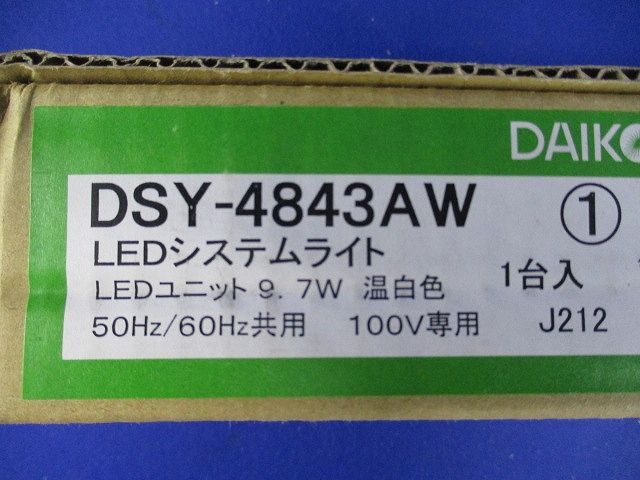 DAIKO
DSY-4843AW ①
LEDシステムライト
LEDユニット 9.7W 温白色 1台入
50Hz/60Hz共用 100V専用 J212